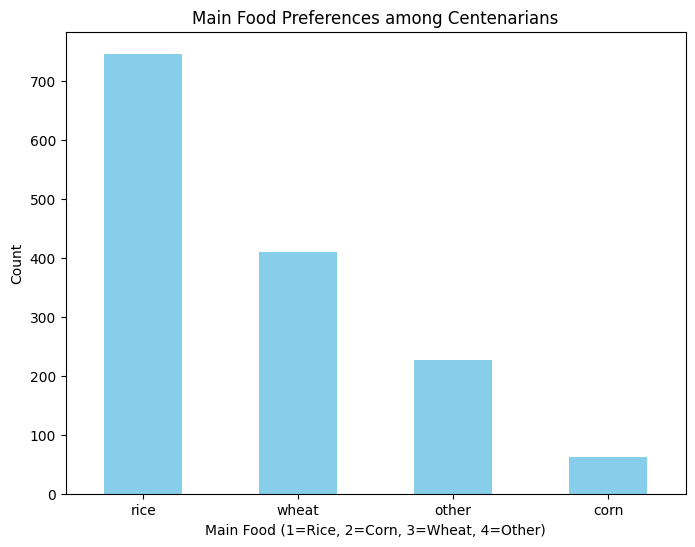 Main Food Preferences among Centenarians
Count
700
600
500
400
300
200
100
0
rice wheat other corn
Main Food (1=Rice, 2=Corn, 3=Wheat, 4=Other)